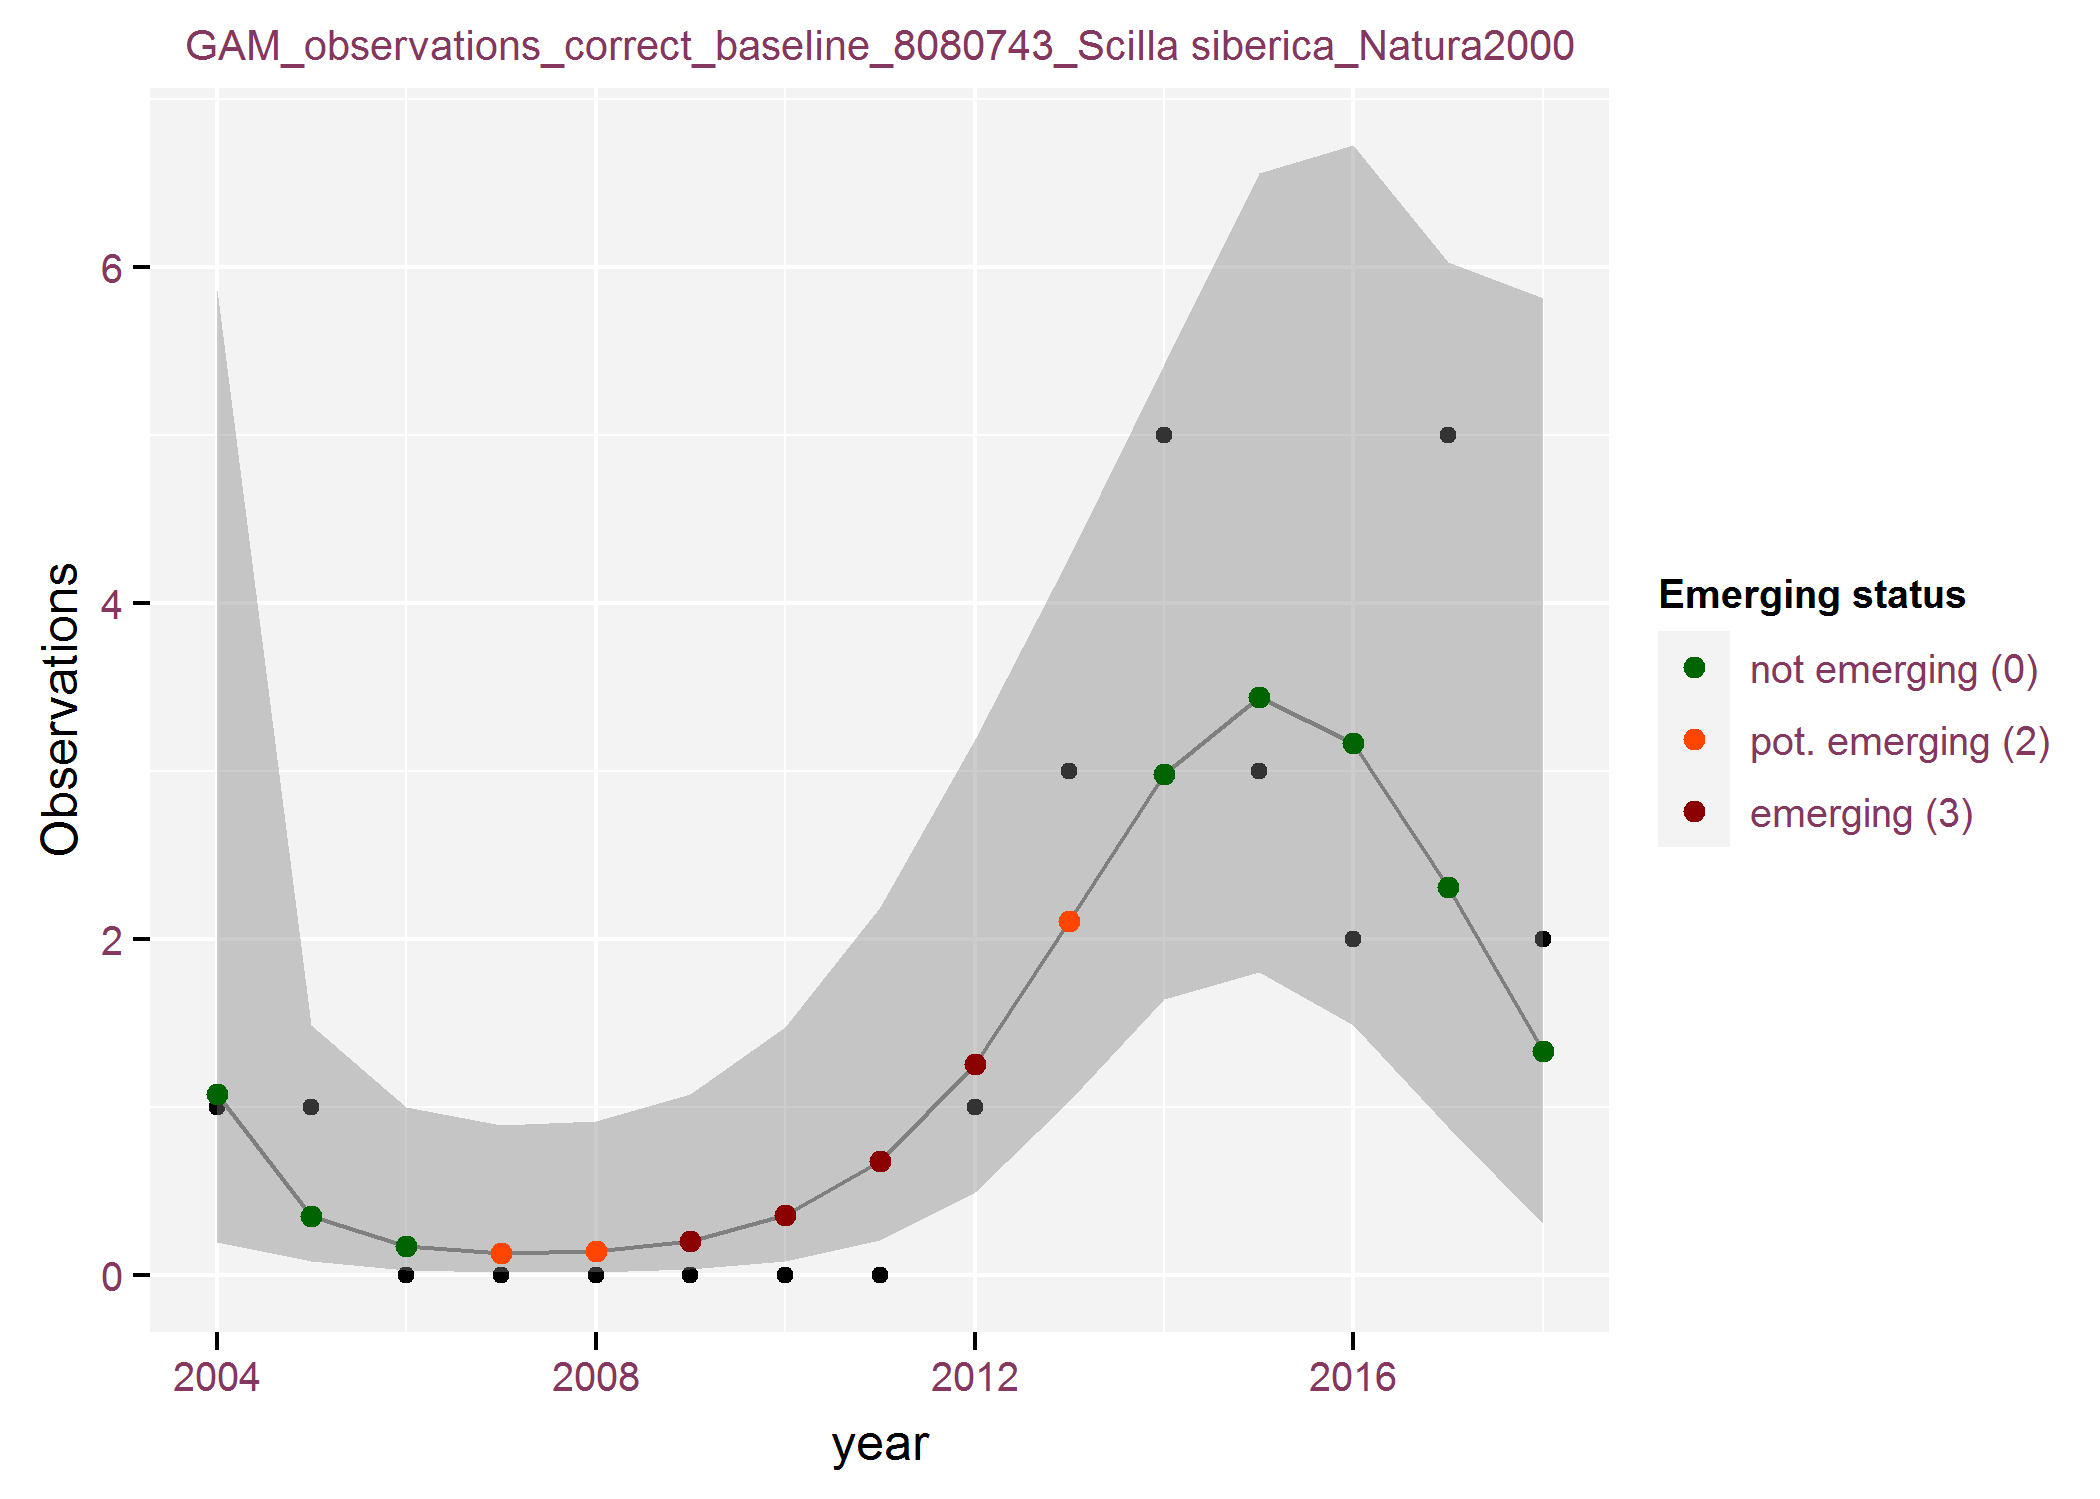 GAM_observations_correct_baseline_8080743_Scilla siberica_Natura2000
6
4
2
0
Observations
2004
2008
2012
2016
year
Emerging status
not emerging (0)
pot. emerging (2)
emerging (3)